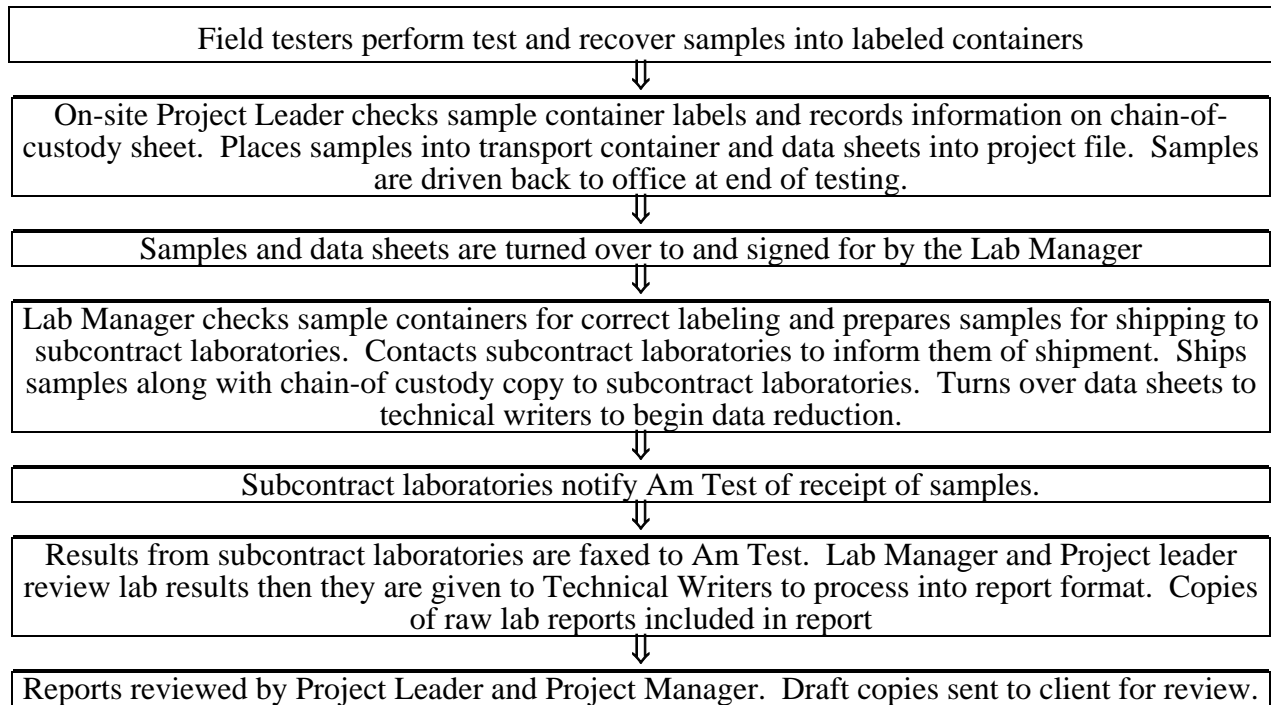 Field testers perform test and recover samples into labeled containers
⇓
On-site Project Leader checks sample container labels and records information on chain-of-
custody sheet.  Places samples into transport container and data sheets into project file.  Samples
are driven back to office at end of testing.
⇓
Samples and data sheets are turned over to and signed for by the Lab Manager
⇓
Lab Manager checks sample containers for correct labeling and prepares samples for shipping to
subcontract laboratories.  Contacts subcontract laboratories to inform them of shipment.  Ships
samples along with chain-of custody copy to subcontract laboratories.  Turns over data sheets to
technical writers to begin data reduction.
⇓
Subcontract laboratories notify Am Test of receipt of samples.
⇓
Results from subcontract laboratories are faxed to Am Test.  Lab Manager and Project leader
review lab results then they are given to Technical Writers to process into report format.  Copies
of raw lab reports included in report
⇓
Reports reviewed by Project Leader and Project Manager.  Draft copies sent to client for review.